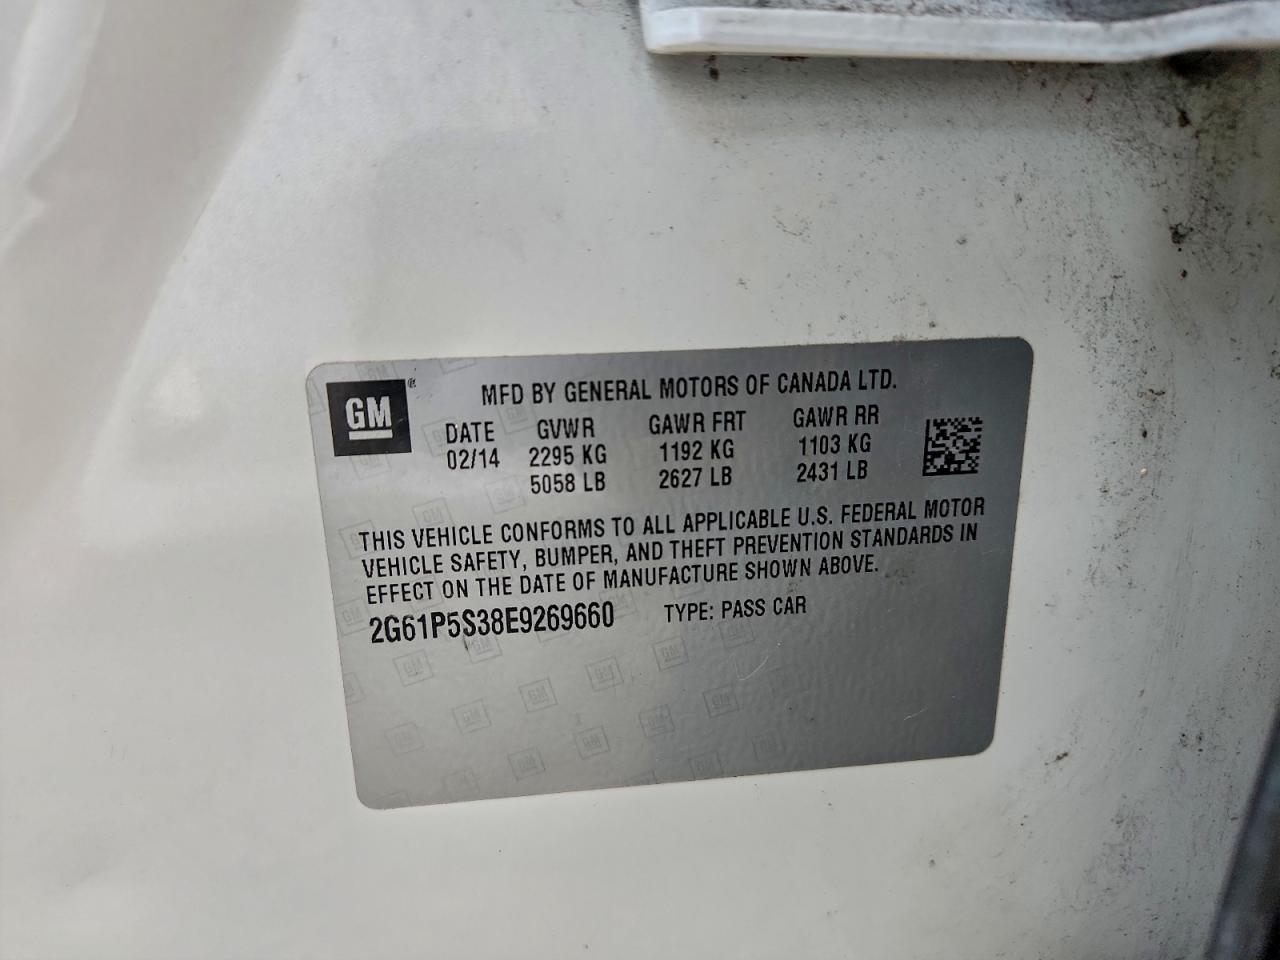 GM
MFD BY GENERAL MOTORS OF CANADA LTD.
DATE GVWR GAWR FRT GAWR RR
02/14 2295 KG 1192 KG 1103 KG
5058 LB 2627 LB 2431 LB
THIS VEHICLE CONFORMS TO ALL APPLICABLE U.S. FEDERAL MOTOR
VEHICLE SAFETY, BUMPER, AND THEFT PREVENTION STANDARDS IN
EFFECT ON THE DATE OF MANUFACTURE SHOWN ABOVE.
2G61P5S38E9269660 TYPE: PASS CAR